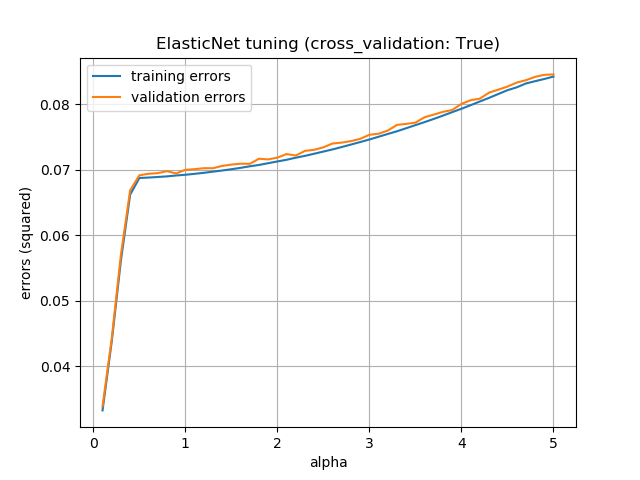 ElasticNet tuning (cross_validation: True)
training errors
validation errors
errors (squared)
0.08
0.07
0.06
0.05
0.04
0
1
2
3
4
5
alpha